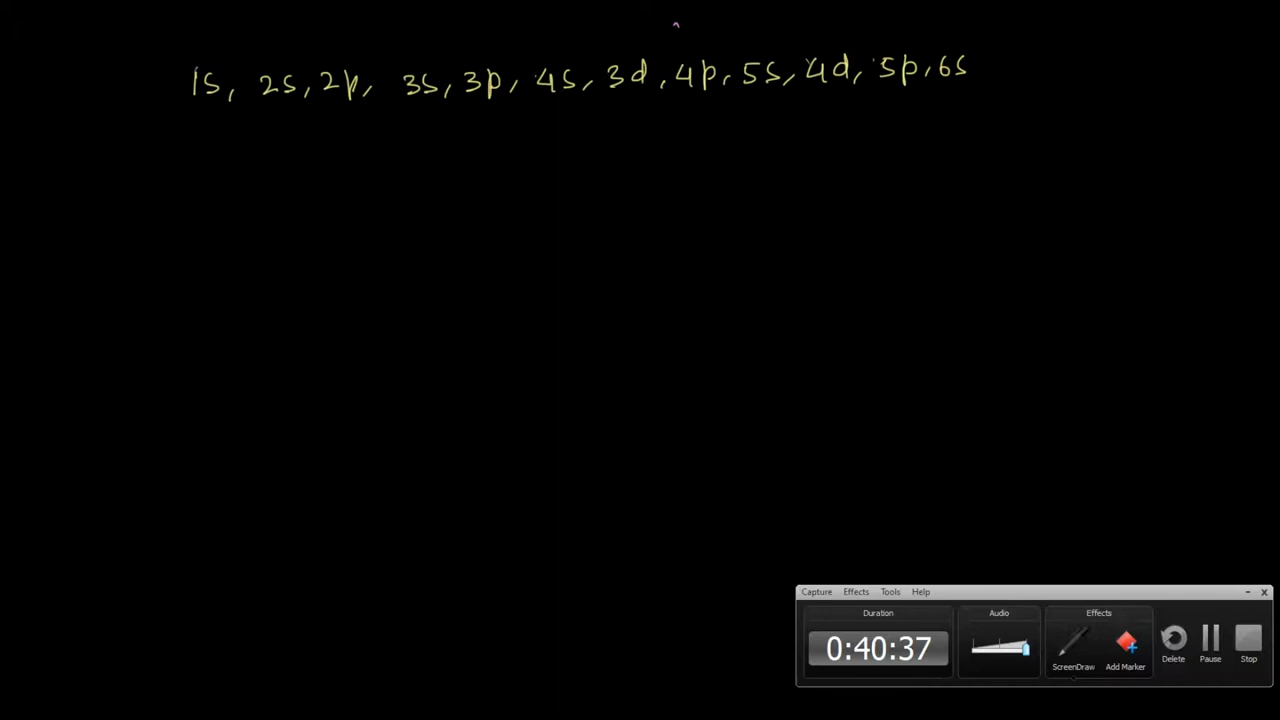 1s, 2s, 2p, 3s, 3p, 4s, 3d, 4p, 5s, 4d, 5p, 6s
Capture Effects Tools Help
Duration Audio Effects
0:40:37
ScreenDraw Add Marker Delete Pause Stop